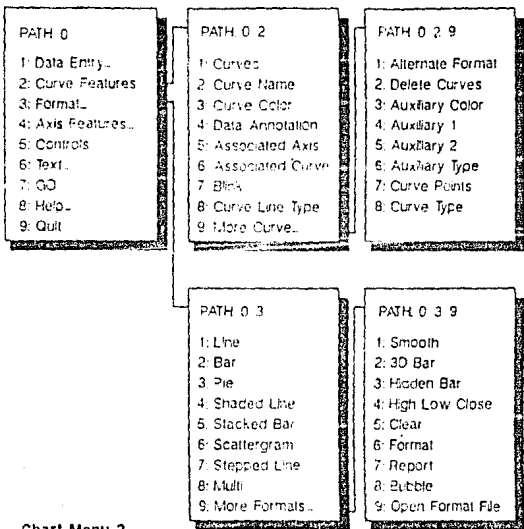 PATH 0
1: Data Entry...
2: Curve Features
3: Format...
4: Axis Features...
5: Controls
6: Text...
7: GO
8: Help...
9: Quit
PATH 0 2
1: Curves
2: Curve Name
3: Curve Color
4: Data Annotation
5: Associated Axis
6: Associated Curve
7: Blink
8: Curve Line Type
9: More Curve...
PATH 0 2 9
1: Alternate Format
2: Delete Curves
3: Auxiliary Color
4: Auxiliary 1
5: Auxiliary 2
6: Auxiliary Type
7: Curve Points
8: Curve Type
PATH 0 3
1: Line
2: Bar
3: Pie
4: Shaded Line
5: Stacked Bar
6: Scattergram
7: Stepped Line
8: Multi
9: More Formats...
PATH 0 3 9
1: Smooth
2: 3D Bar
3: Hidden Bar
4: High Low Close
5: Clear
6: Format
7: Report
8: Bubble
9: Open Format File
Chart Menu 2